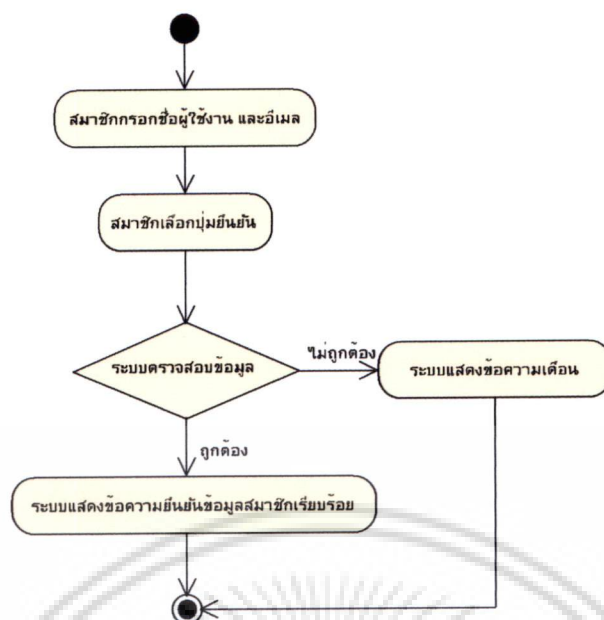 สมาชิกกรอกชื่อผู้ใช้งาน และอีเมล
สมาชิกเลือกปุ่มยืนยัน
ระบบตรวจสอบข้อมูล
ไม่ถูกต้อง
ระบบแสดงข้อความเตือน
ถูกต้อง
ระบบแสดงข้อความยืนยันข้อมูลสมาชิกเรียบร้อย